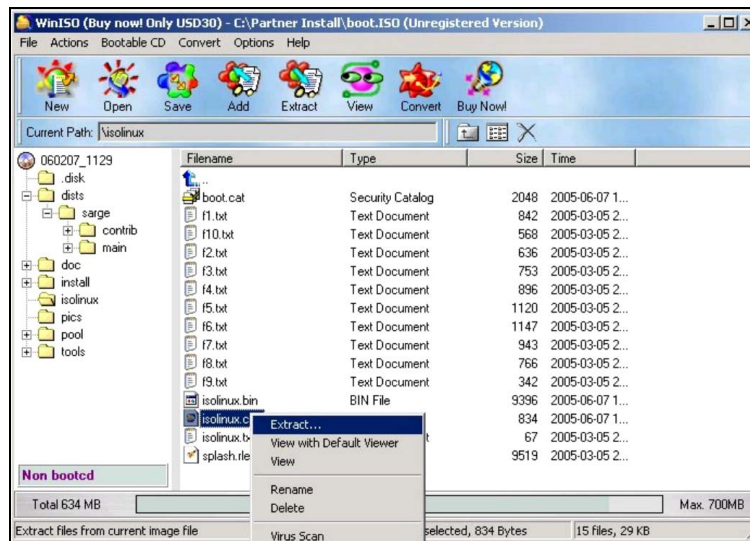 WinISO (Buy now! Only USD30) - C:\Partner Install\boot.ISO (Unregistered Version)
File Actions Bootable CD Convert Options Help
New Open Save Add Extract View Convert Buy Now!
Current Path: \isolinux
060207_1129
.disk
dists
sarge
contrib
main
doc
install
isolinux
pics
pool
tools
Non bootcd
Filename Type Size Time
..
boot.cat Security Catalog 2048 2005-06-07 1...
f1.txt Text Document 842 2005-03-05 2...
f10.txt Text Document 568 2005-03-05 2...
f2.txt Text Document 636 2005-03-05 2...
f3.txt Text Document 753 2005-03-05 2...
f4.txt Text Document 896 2005-03-05 2...
f5.txt Text Document 1120 2005-03-05 2...
f6.txt Text Document 1147 2005-03-05 2...
f7.txt Text Document 943 2005-03-05 2...
f8.txt Text Document 766 2005-03-05 2...
f9.txt Text Document 342 2005-03-05 2...
isolinux.bin BIN File 9396 2005-06-07 1...
isolinux.c 834 2005-06-07 1...
isolinux.tx t 67 2005-03-05 2...
splash.rle 9519 2005-03-05 2...
Extract...
View with Default Viewer
View
Rename
Delete
Virus Scan
Total 634 MB Max. 700MB
Extract files from current image file selected, 834 Bytes 15 files, 29 KB